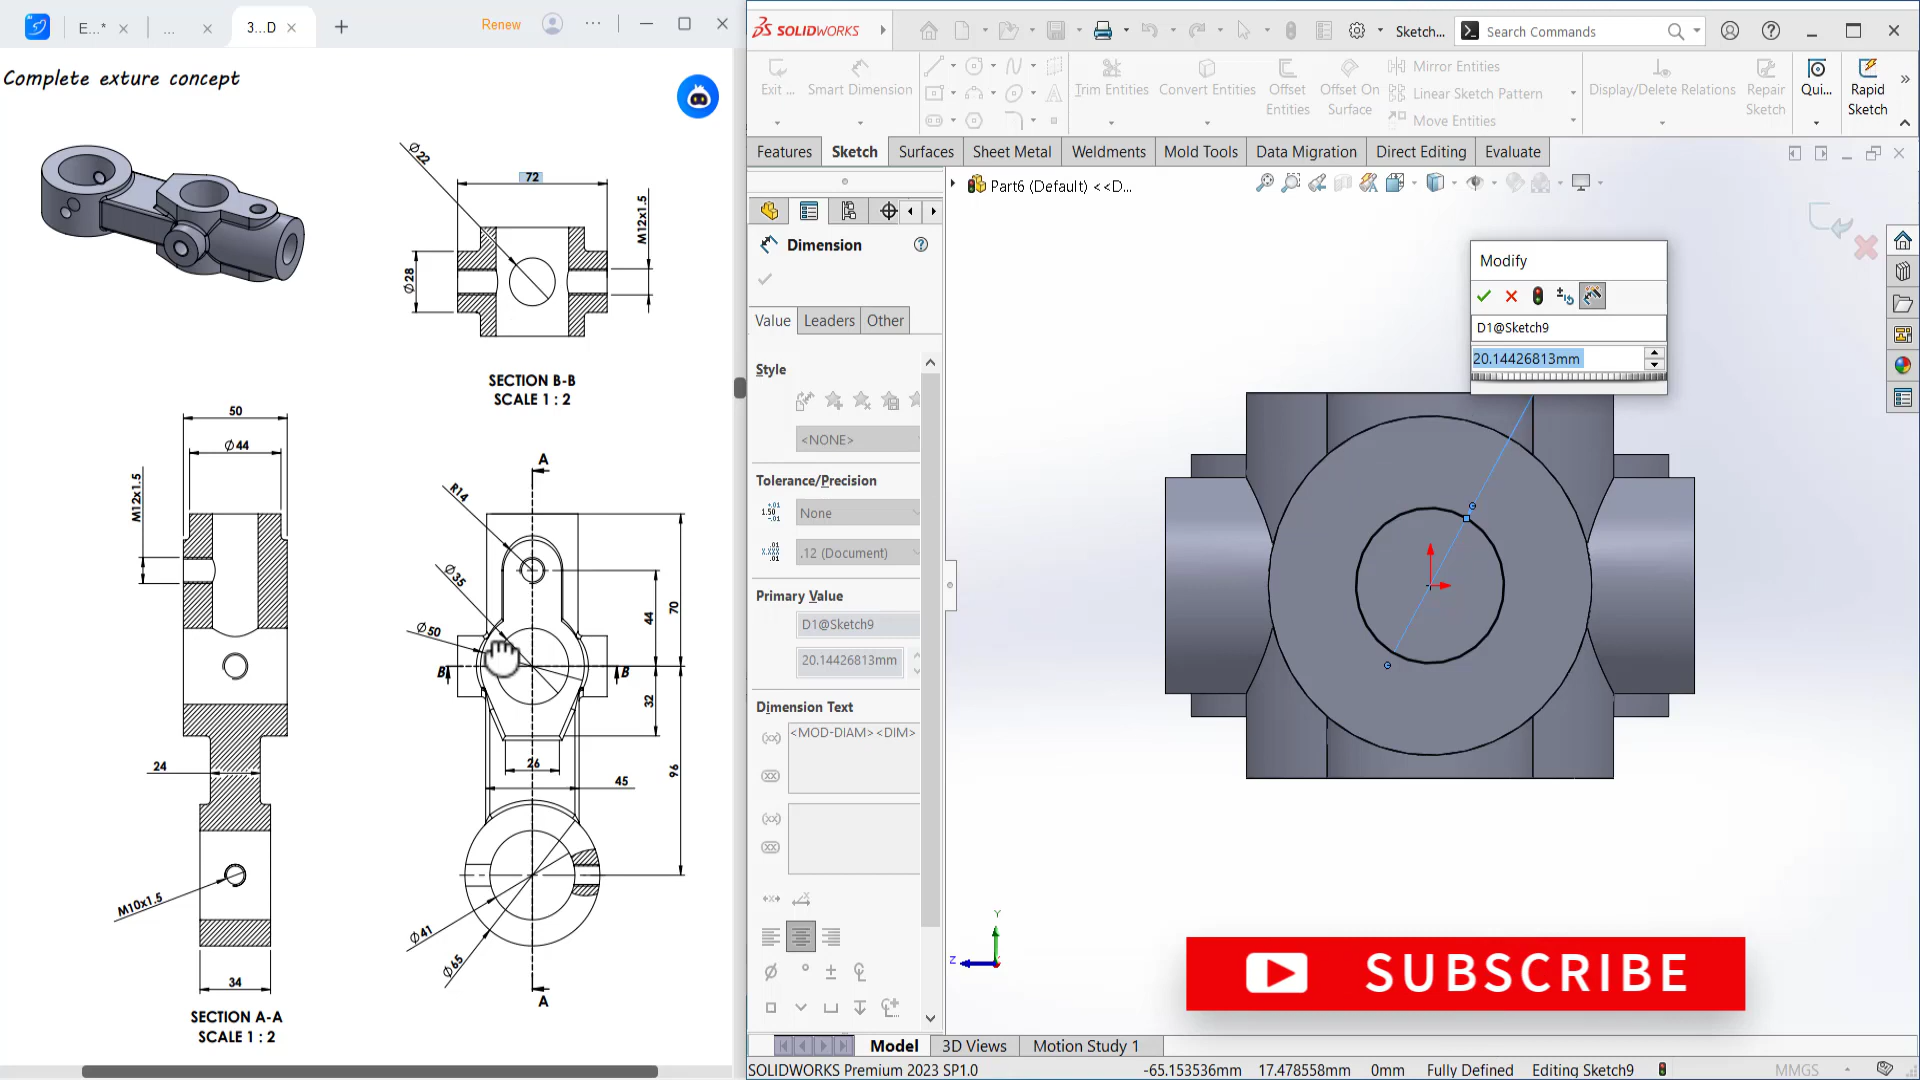 E...*
...
3...D
Renew
...
Complete exture concept
Ø22
72
M12x1.5
Ø28
SECTION B-B
SCALE 1 : 2
50
Ø44
M12x1.5
24
M10x1.5
34
SECTION A-A
SCALE 1 : 2
A
R14
Ø35
Ø50
B
B
44
70
32
26
45
96
Ø41
Ø65
A
SOLIDWORKS
Sketch...
Search Commands
Exit ...
Smart Dimension
Trim Entities
Convert Entities
Offset Entities
Offset On Surface
Mirror Entities
Linear Sketch Pattern
Move Entities
Display/Delete Relations
Repair Sketch
Qui...
Rapid Sketch
Features
Sketch
Surfaces
Sheet Metal
Weldments
Mold Tools
Data Migration
Direct Editing
Evaluate
Part6 (Default) <<D...
Dimension
Value
Leaders
Other
Style
<NONE>
Tolerance/Precision
None
.12 (Document)
Primary Value
D1@Sketch9
20.14426813mm
Dimension Text
<MOD-DIAM><DIM>
Modify
D1@Sketch9
20.14426813mm
Y
Z
SUBSCRIBE
Model
3D Views
Motion Study 1
SOLIDWORKS Premium 2023 SP1.0
-65.153536mm
17.478558mm
0mm
Fully Defined
Editing Sketch9
MMGS